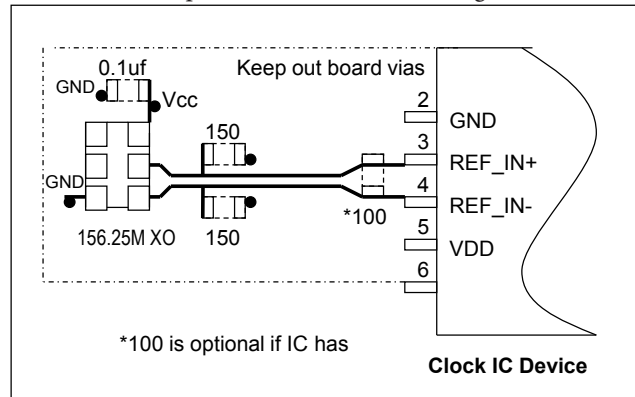 0.1uf
Keep out board vias
GND
Vcc
2
GND
150
3
REF_IN+
GND
4
REF_IN-
*100
156.25M XO
150
5
VDD
6
*100 is optional if IC has
Clock IC Device